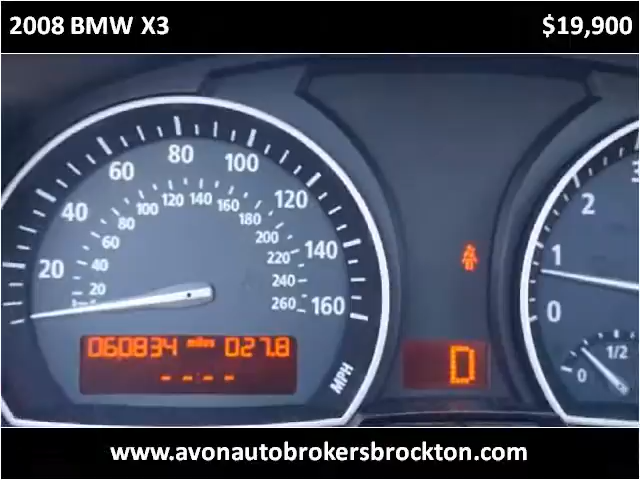 2008 BMW X3 $19,900
20 40 60 80 100 120 140 160
20 40 60 80 100 120 140 160 180 200 220 240 260
060834 miles 027.8
- - : - -
MPH
D
0 1 2 3
0 1/2
www.avonautobrokersbrockton.com